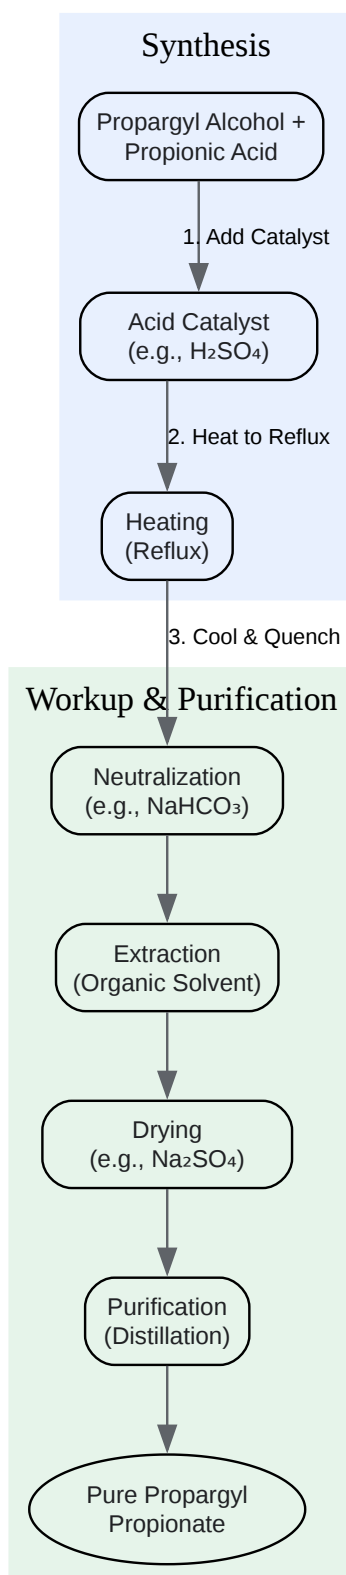 Synthesis
Propargyl Alcohol +
Propionic Acid
1. Add Catalyst
Acid Catalyst
(e.g., H₂SO₄)
2. Heat to Reflux
Heating
(Reflux)
3. Cool & Quench
Workup & Purification
Neutralization
(e.g., NaHCO₃)
Extraction
(Organic Solvent)
Drying
(e.g., Na₂SO₄)
Purification
(Distillation)
Pure Propargyl
Propionate